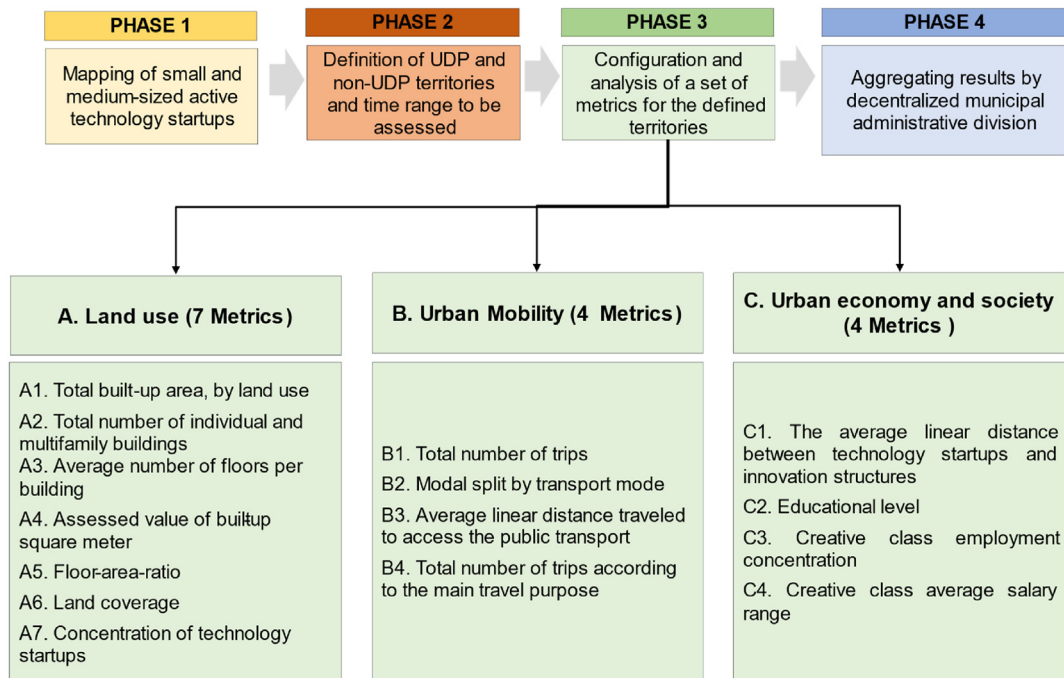 PHASE 1
Mapping of small and
medium-sized active
technology startups
PHASE 2
Definition of UDP and
non-UDP territories
and time range to be
assessed
PHASE 3
Configuration and
analysis of a set of
metrics for the defined
territories
PHASE 4
Aggregating results by
decentralized municipal
administrative division
A. Land use (7 Metrics)
A1. Total built-up area, by land use
A2. Total number of individual and
multifamily buildings
A3. Average number of floors per
building
A4. Assessed value of built-up
square meter
A5. Floor-area-ratio
A6. Land coverage
A7. Concentration of technology
startups
B. Urban Mobility (4 Metrics)
B1. Total number of trips
B2. Modal split by transport mode
B3. Average linear distance traveled
to access the public transport
B4. Total number of trips according
to the main travel purpose
C. Urban economy and society
(4 Metrics )
C1. The average linear distance
between technology startups and
innovation structures
C2. Educational level
C3. Creative class employment
concentration
C4. Creative class average salary
range